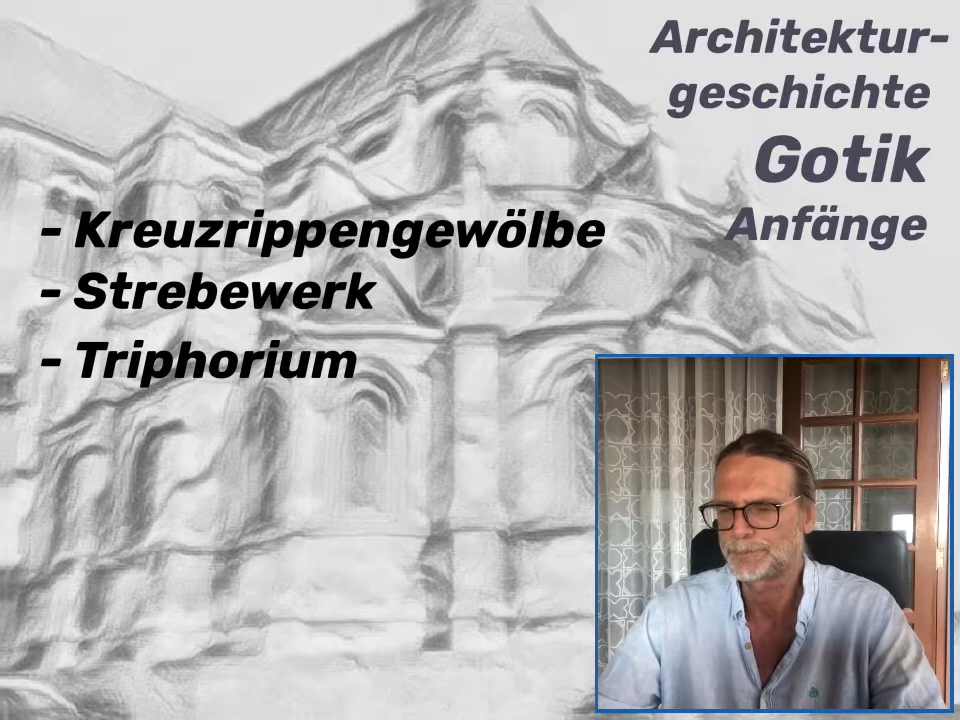 Architektur-
geschichte
Gotik
Anfänge
- Kreuzrippengewölbe
- Strebewerk
- Triphorium